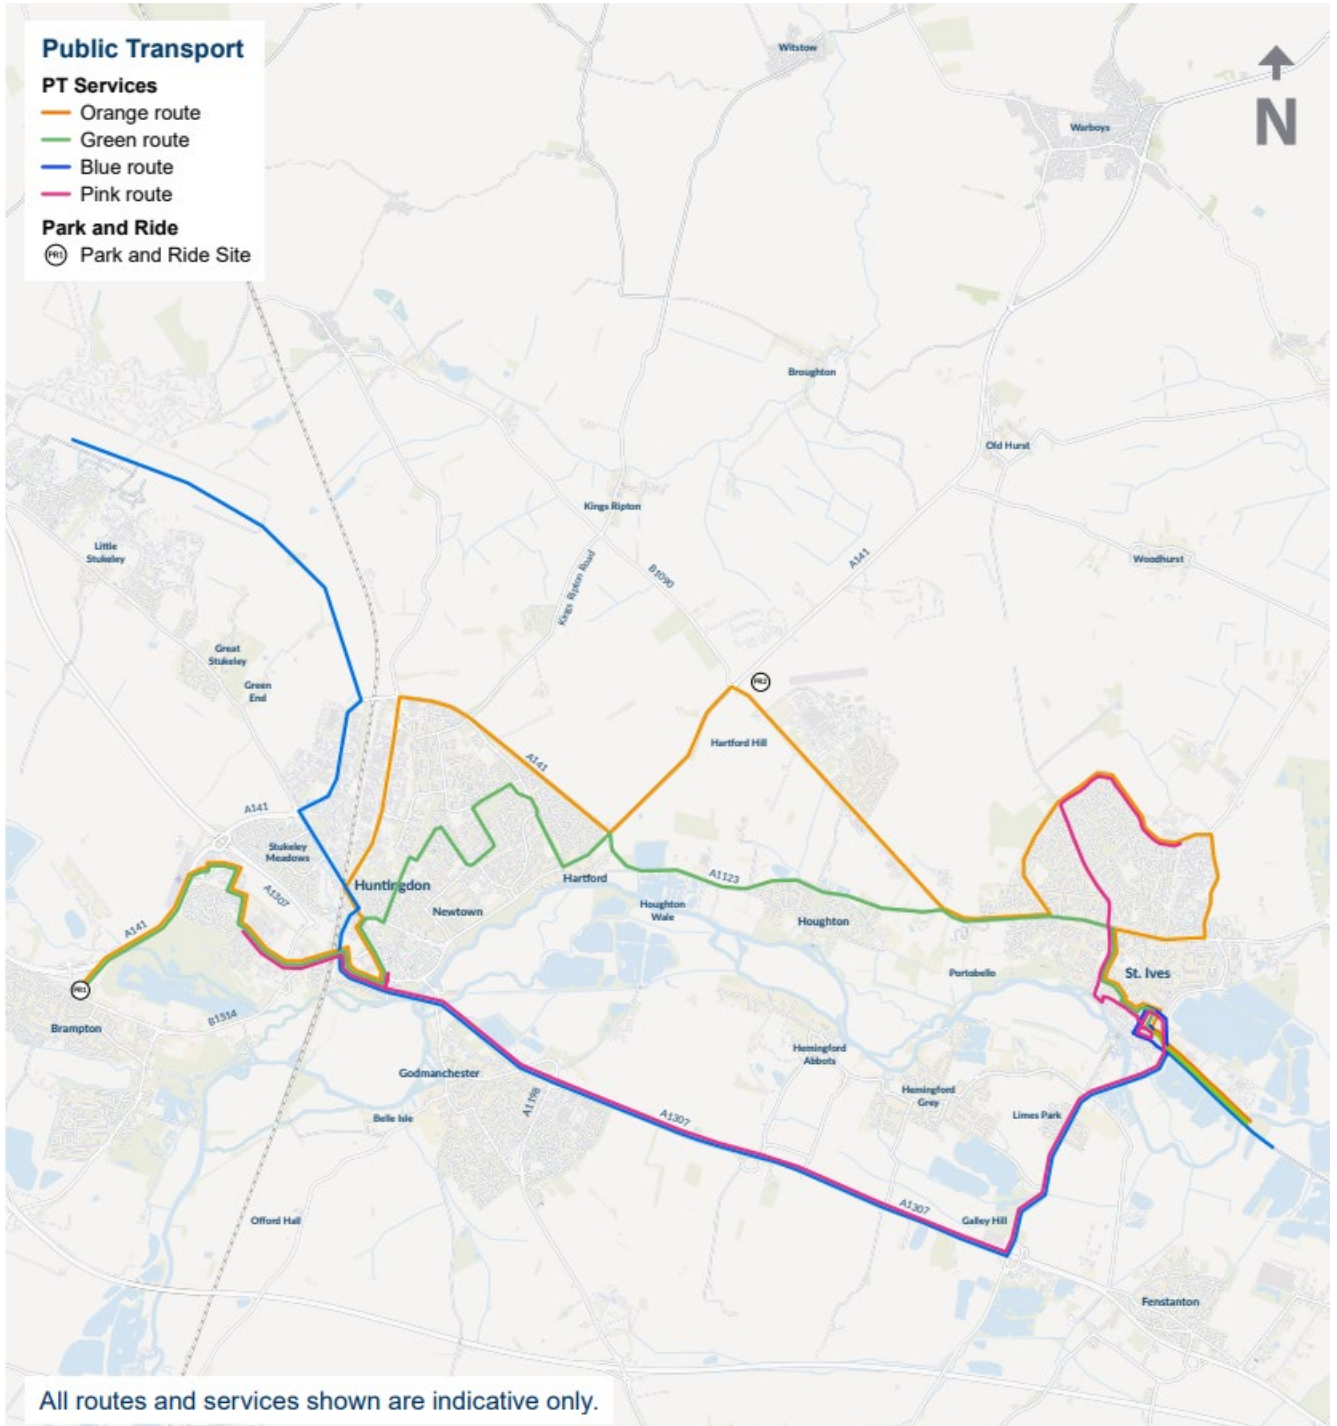 Public Transport
PT Services
Orange route
Green route
Blue route
Pink route
Park and Ride
PR1 Park and Ride Site
N
Witstow
Warboys
Broughton
Old Hurst
Kings Ripton
Kings Ripton Road
B1090
A141
Woodhurst
Little
Stukeley
Great
Stukeley
Green
End
PR2
Hartford Hill
A141
A141
Stukeley
Meadows
Huntingdon
A1307
Newtown
Hartford
A1123
Houghton
Wale
Houghton
A141
PR1
Brampton
B1514
Portobello
St. Ives
Godmanchester
Belle Isle
A1198
A1307
Hemingford
Abbots
Hemingford
Grey
Limes Park
Offord Hall
A1307
Galley Hill
Fenstanton
All routes and services shown are indicative only.